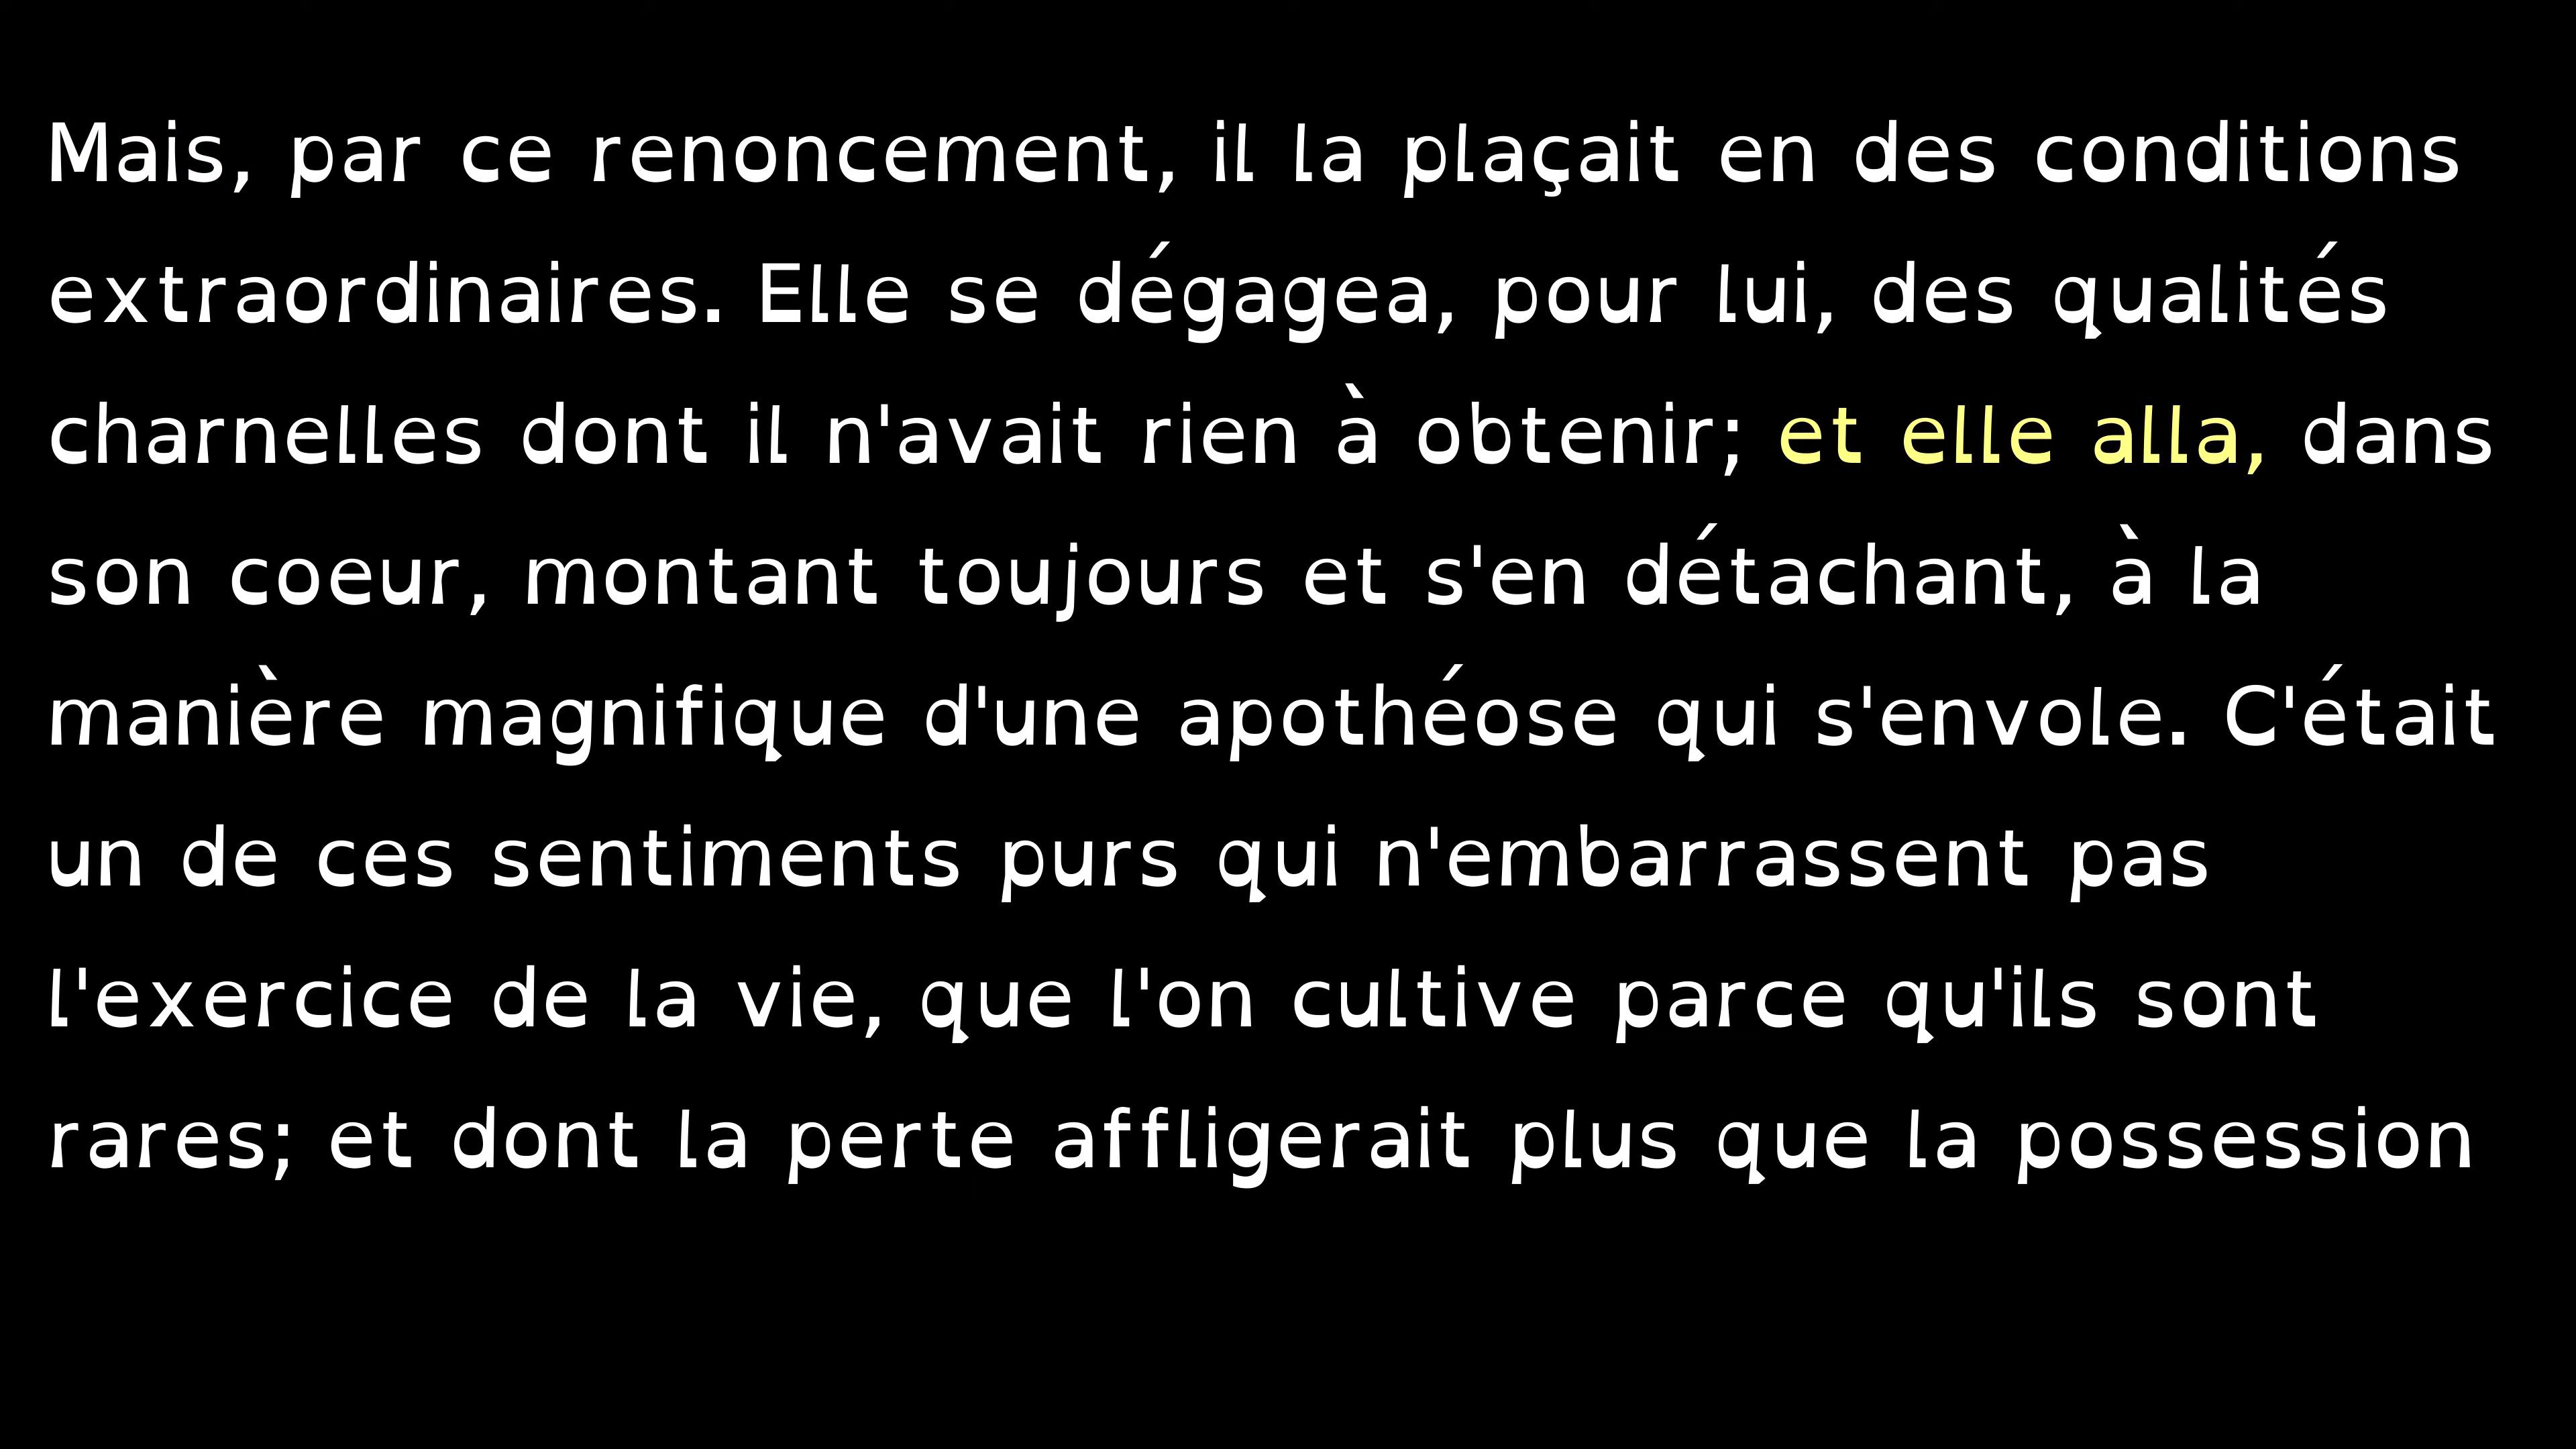 Mais, par ce renoncement, il la plaçait en des conditions
extraordinaires. Elle se dégagea, pour lui, des qualités
charnelles dont il n'avait rien à obtenir; et elle alla, dans
son coeur, montant toujours et s'en détachant, à la
manière magnifique d'une apothéose qui s'envole. C'était
un de ces sentiments purs qui n'embarrassent pas
l'exercice de la vie, que l'on cultive parce qu'ils sont
rares; et dont la perte affligerait plus que la possession